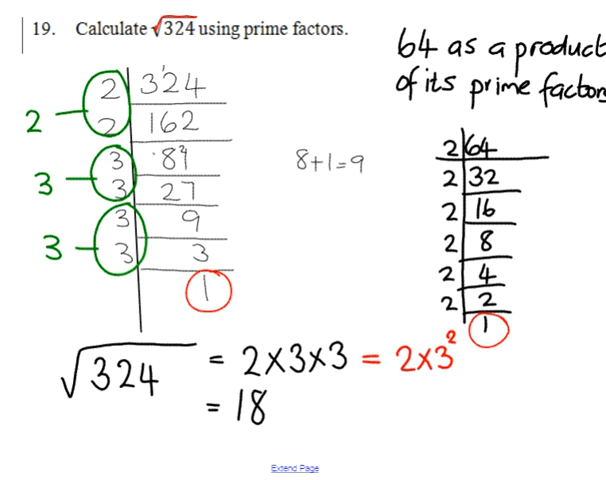 19. Calculate √324 using prime factors.
64 as a product
of its prime factors
2 2 324
2 162
3 3 81
3 27
3 3 9
3 3
1
8+1=9
2 64
2 32
2 16
2 8
2 4
2 2
1
√324 = 2×3×3 = 2×3²
= 18
Extend Page